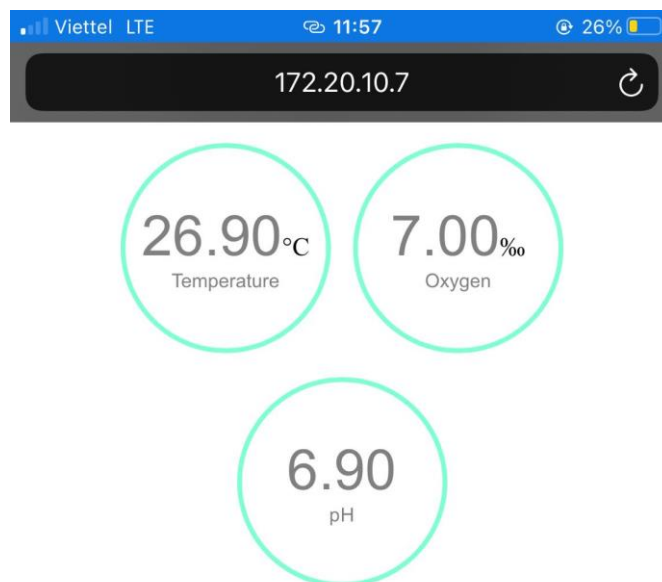 Viettel LTE 11:57 26%
172.20.10.7
26.90°C 7.00‰
Temperature Oxygen
6.90
pH